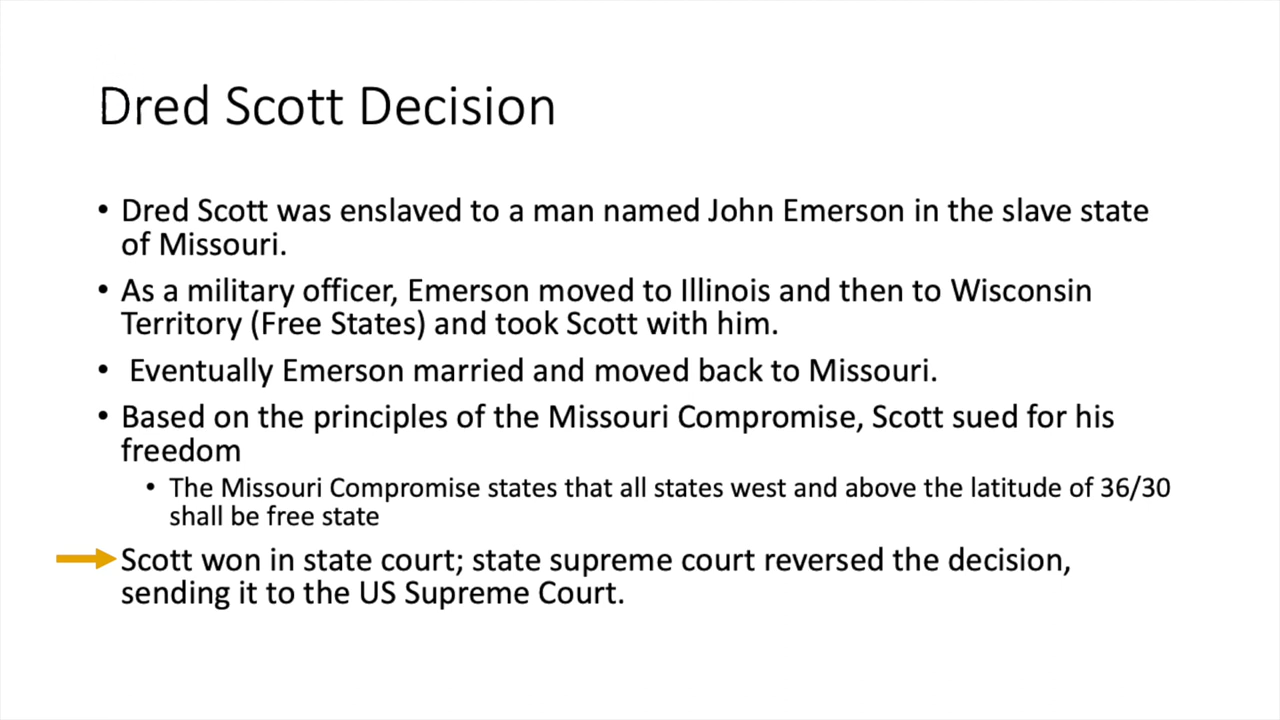 Dred Scott Decision
• Dred Scott was enslaved to a man named John Emerson in the slave state
of Missouri.
• As a military officer, Emerson moved to Illinois and then to Wisconsin
Territory (Free States) and took Scott with him.
• Eventually Emerson married and moved back to Missouri.
• Based on the principles of the Missouri Compromise, Scott sued for his
freedom
• The Missouri Compromise states that all states west and above the latitude of 36/30
shall be free state
Scott won in state court; state supreme court reversed the decision,
sending it to the US Supreme Court.